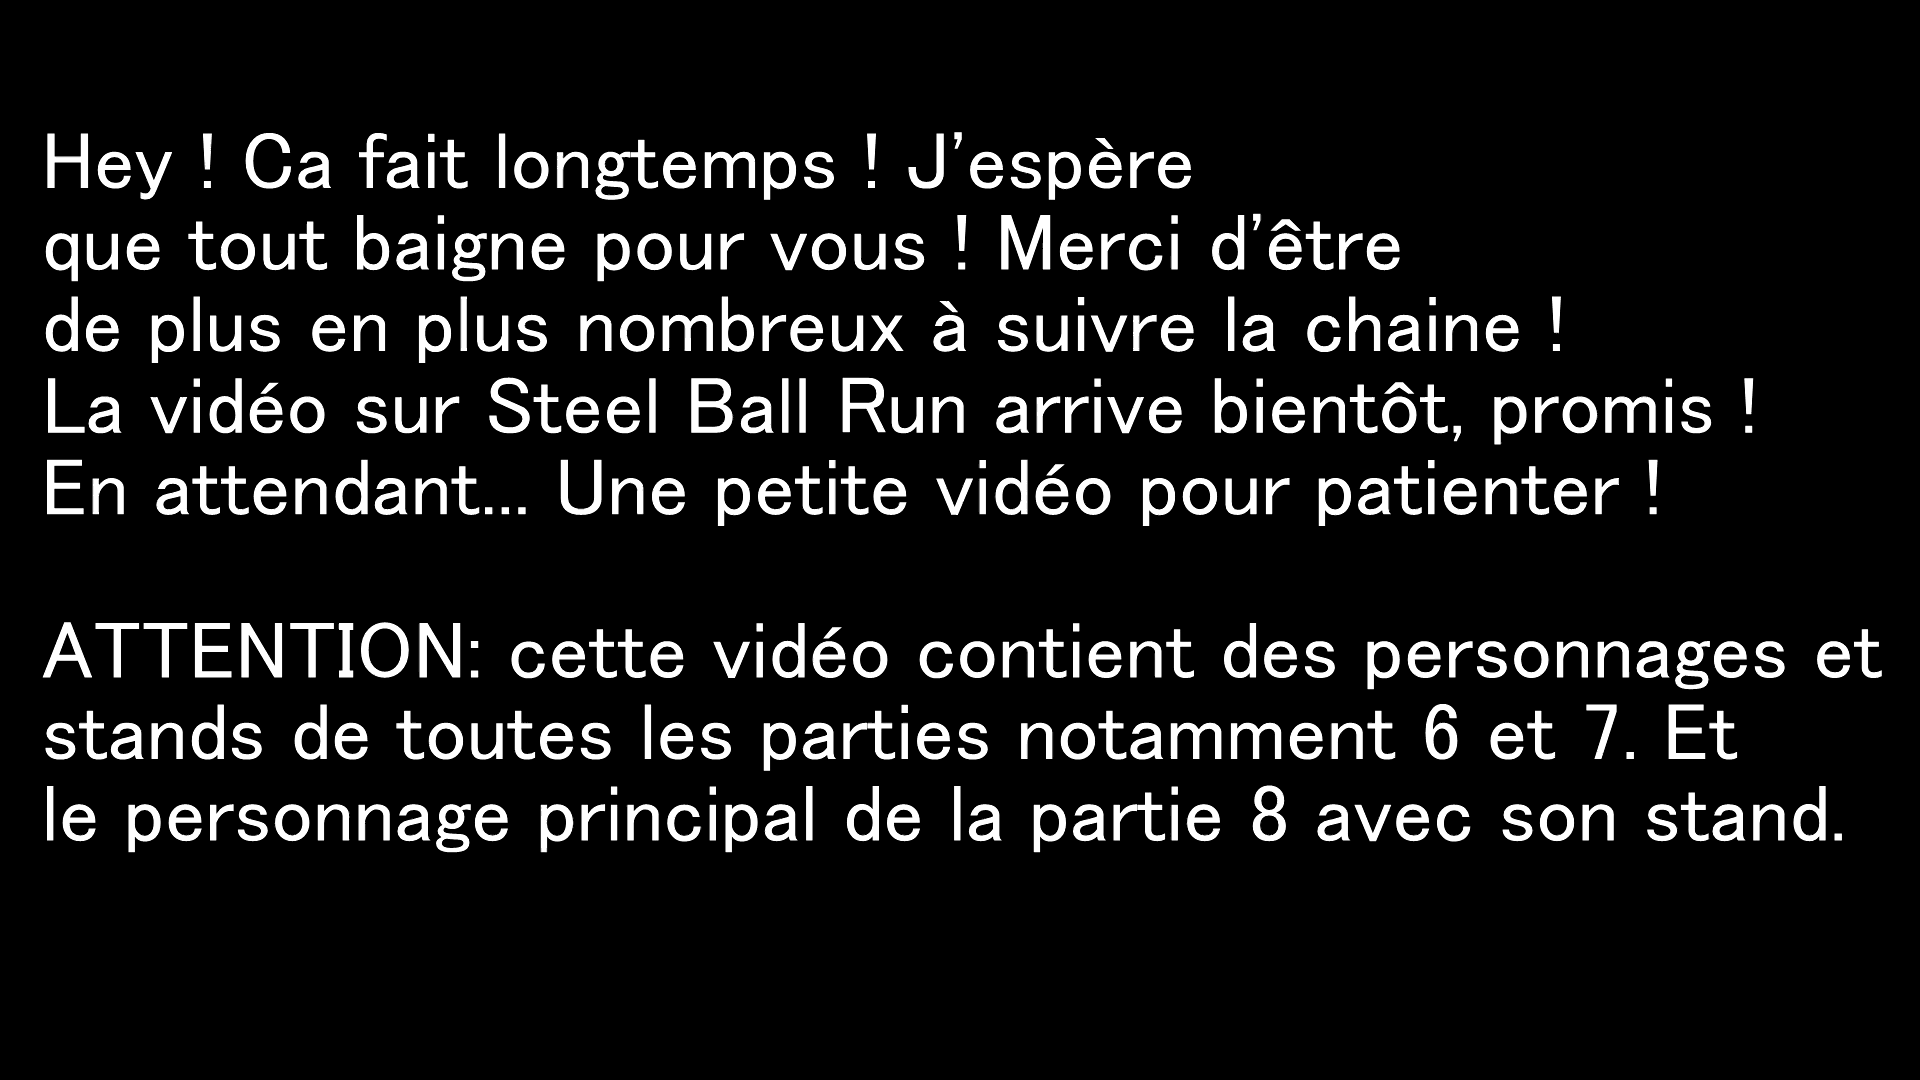 Hey ! Ca fait longtemps ! J'espère
que tout baigne pour vous ! Merci d'être
de plus en plus nombreux à suivre la chaine !
La vidéo sur Steel Ball Run arrive bientôt, promis !
En attendant... Une petite vidéo pour patienter !
ATTENTION: cette vidéo contient des personnages et
stands de toutes les parties notamment 6 et 7. Et
le personnage principal de la partie 8 avec son stand.